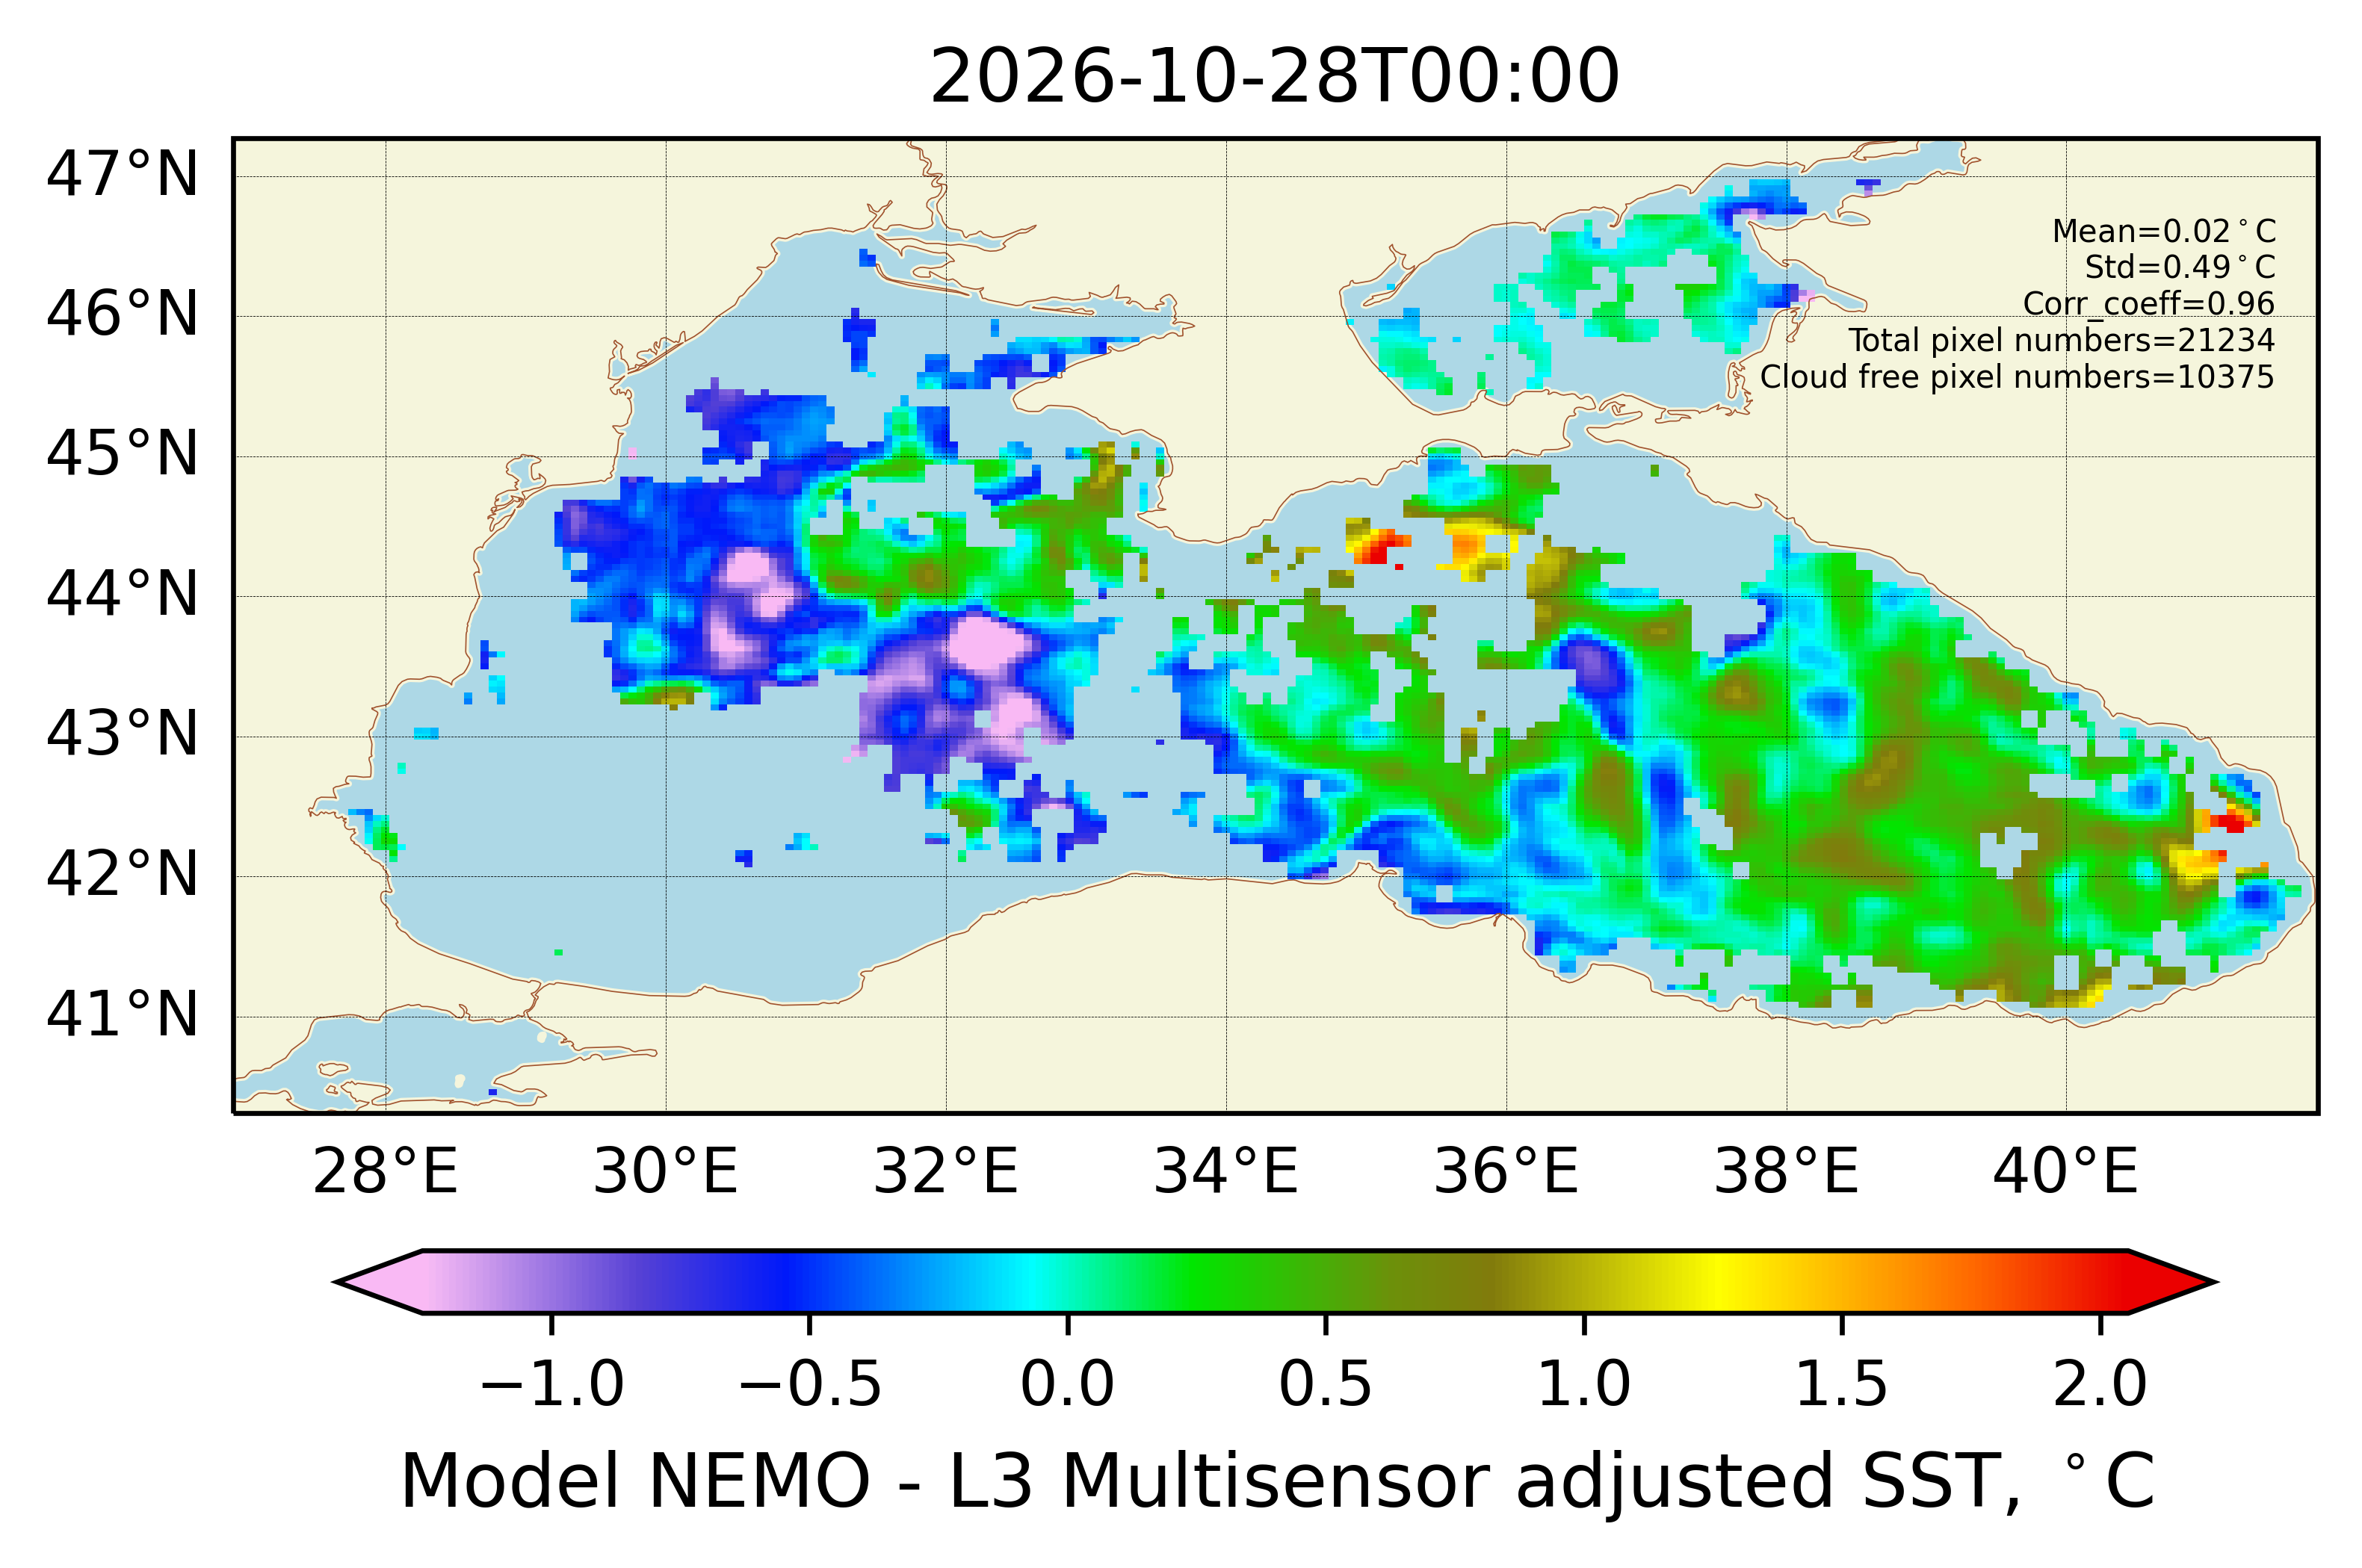 2026-10-28T00:00
47°N
46°N
45°N
44°N
43°N
42°N
41°N
Mean=0.02°C
Std=0.49°C
Corr_coeff=0.96
Total pixel numbers=21234
Cloud free pixel numbers=10375
28°E 30°E 32°E 34°E 36°E 38°E 40°E
−1.0 −0.5 0.0 0.5 1.0 1.5 2.0
Model NEMO - L3 Multisensor adjusted SST, °C